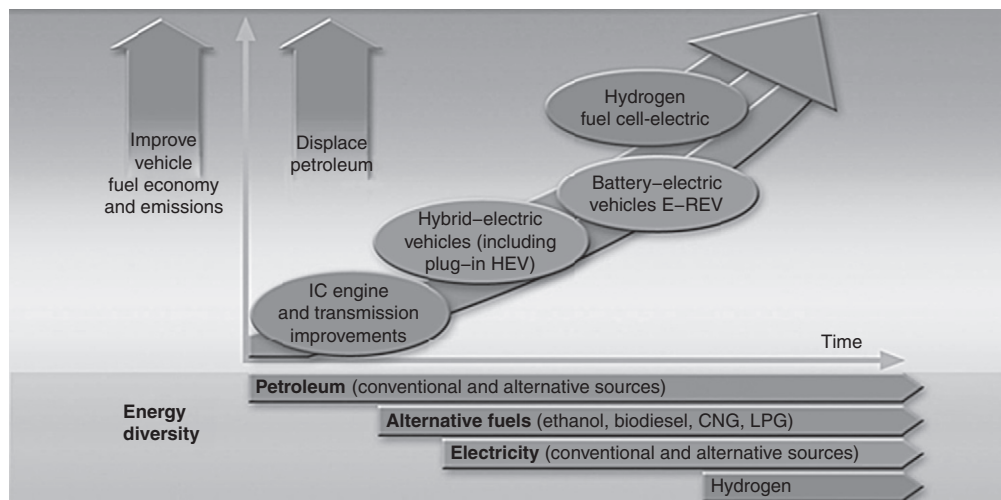 Improve
vehicle
fuel economy
and emissions
Displace
petroleum
Hydrogen
fuel cell-electric
Battery–electric
vehicles E–REV
Hybrid–electric
vehicles (including
plug–in HEV)
IC engine
and transmission
improvements
Time
Energy
diversity
Petroleum (conventional and alternative sources)
Alternative fuels (ethanol, biodiesel, CNG, LPG)
Electricity (conventional and alternative sources)
Hydrogen